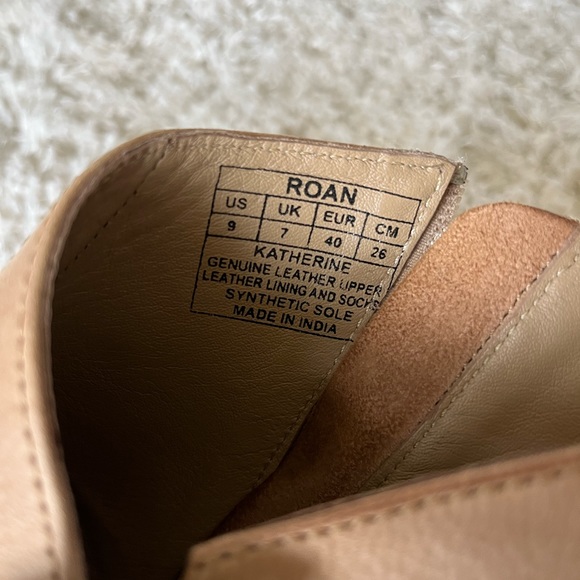 ROAN
US UK EUR CM
9 7 40 26
KATHERINE
GENUINE LEATHER UPPER
LEATHER LINING AND SOCKS
SYNTHETIC SOLE
MADE IN INDIA